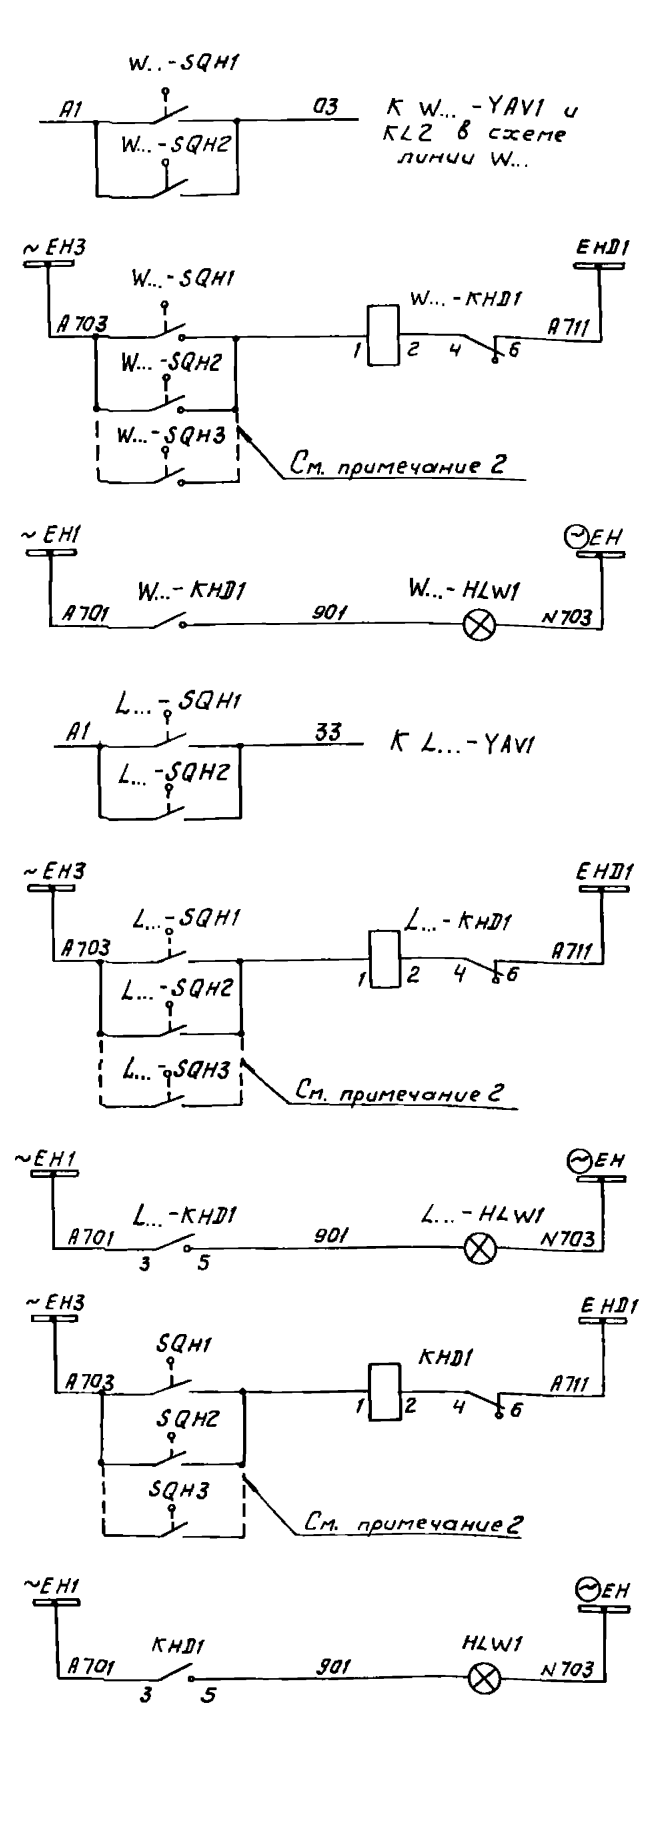 W..-SQH1
A1
03
К W...-YAV1 и
KL2 в схеме
линии W...
W...-SQH2
~EH3
EHD1
W...-SQH1
W...-KHD1
A703
1
2
4
6
A711
W...-SQH2
W...-SQH3
См. примечание 2
~EH1
~EH
W...-KHD1
W...-HLW1
A701
901
N703
L...-SQH1
A1
33
К L...-YAV1
L...-SQH2
~EH3
EHD1
L...-SQH1
L...-KHD1
A703
1
2
4
6
A711
L...-SQH2
L...-SQH3
См. примечание 2
~EH1
~EH
L...-KHD1
L...-HLW1
A701
3
5
901
N703
~EH3
EHD1
SQH1
KHD1
A703
1
2
4
6
A711
SQH2
SQH3
См. примечание 2
~EH1
~EH
KHD1
HLW1
A701
3
5
901
N703